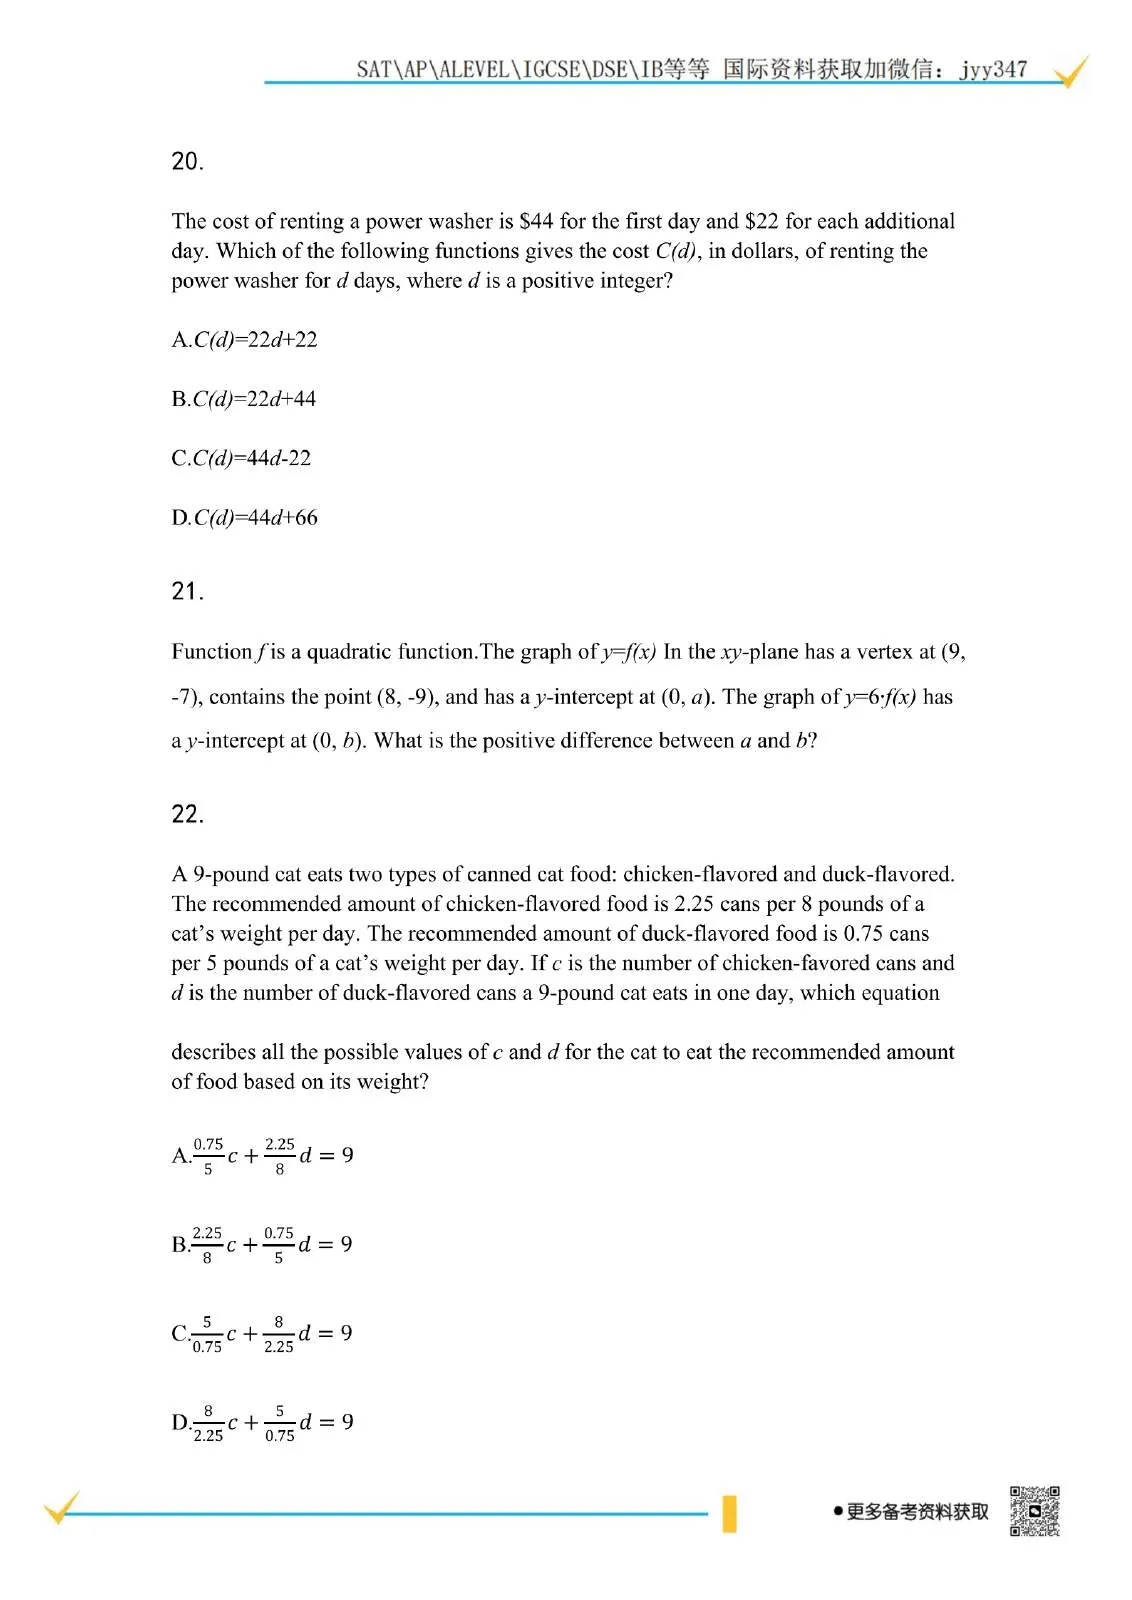 SAT\AP\ALEVEL\IGCSE\DSE\IB等等 国际资料获取加微信：jyy347
20.
The cost of renting a power washer is $44 for the first day and $22 for each additional
day. Which of the following functions gives the cost C(d), in dollars, of renting the
power washer for d days, where d is a positive integer?
A.C(d)=22d+22
B.C(d)=22d+44
C.C(d)=44d-22
D.C(d)=44d+66
21.
Function f is a quadratic function.The graph of y=f(x) In the xy-plane has a vertex at (9,
-7), contains the point (8, -9), and has a y-intercept at (0, a). The graph of y=6·f(x) has
a y-intercept at (0, b). What is the positive difference between a and b?
22.
A 9-pound cat eats two types of canned cat food: chicken-flavored and duck-flavored.
The recommended amount of chicken-flavored food is 2.25 cans per 8 pounds of a
cat’s weight per day. The recommended amount of duck-flavored food is 0.75 cans
per 5 pounds of a cat’s weight per day. If c is the number of chicken-favored cans and
d is the number of duck-flavored cans a 9-pound cat eats in one day, which equation
describes all the possible values of c and d for the cat to eat the recommended amount
of food based on its weight?
A.0.75/5 c + 2.25/8 d = 9
B.2.25/8 c + 0.75/5 d = 9
C.5/0.75 c + 8/2.25 d = 9
D.8/2.25 c + 5/0.75 d = 9
●更多备考资料获取